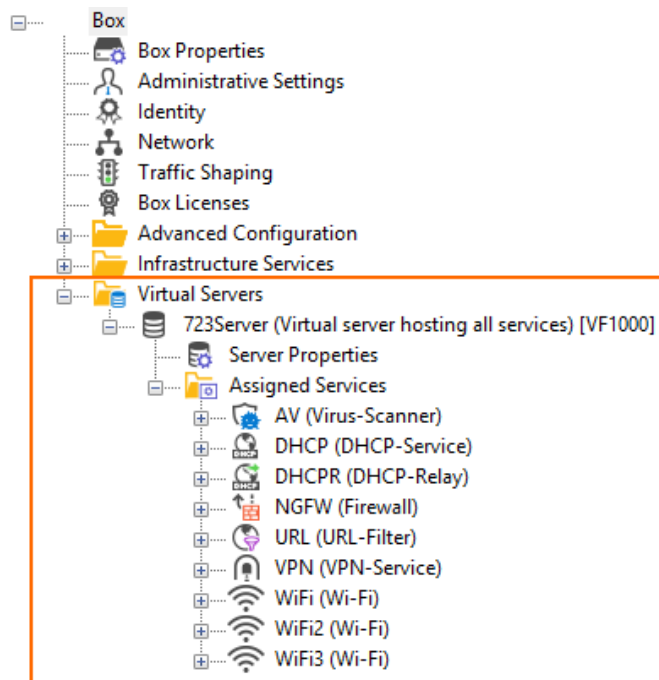 Box
Box Properties
Administrative Settings
Identity
Network
Traffic Shaping
Box Licenses
Advanced Configuration
Infrastructure Services
Virtual Servers
723Server (Virtual server hosting all services) [VF1000]
Server Properties
Assigned Services
AV (Virus-Scanner)
DHCP (DHCP-Service)
DHCPR (DHCP-Relay)
NGFW (Firewall)
URL (URL-Filter)
VPN (VPN-Service)
WiFi (Wi-Fi)
WiFi2 (Wi-Fi)
WiFi3 (Wi-Fi)